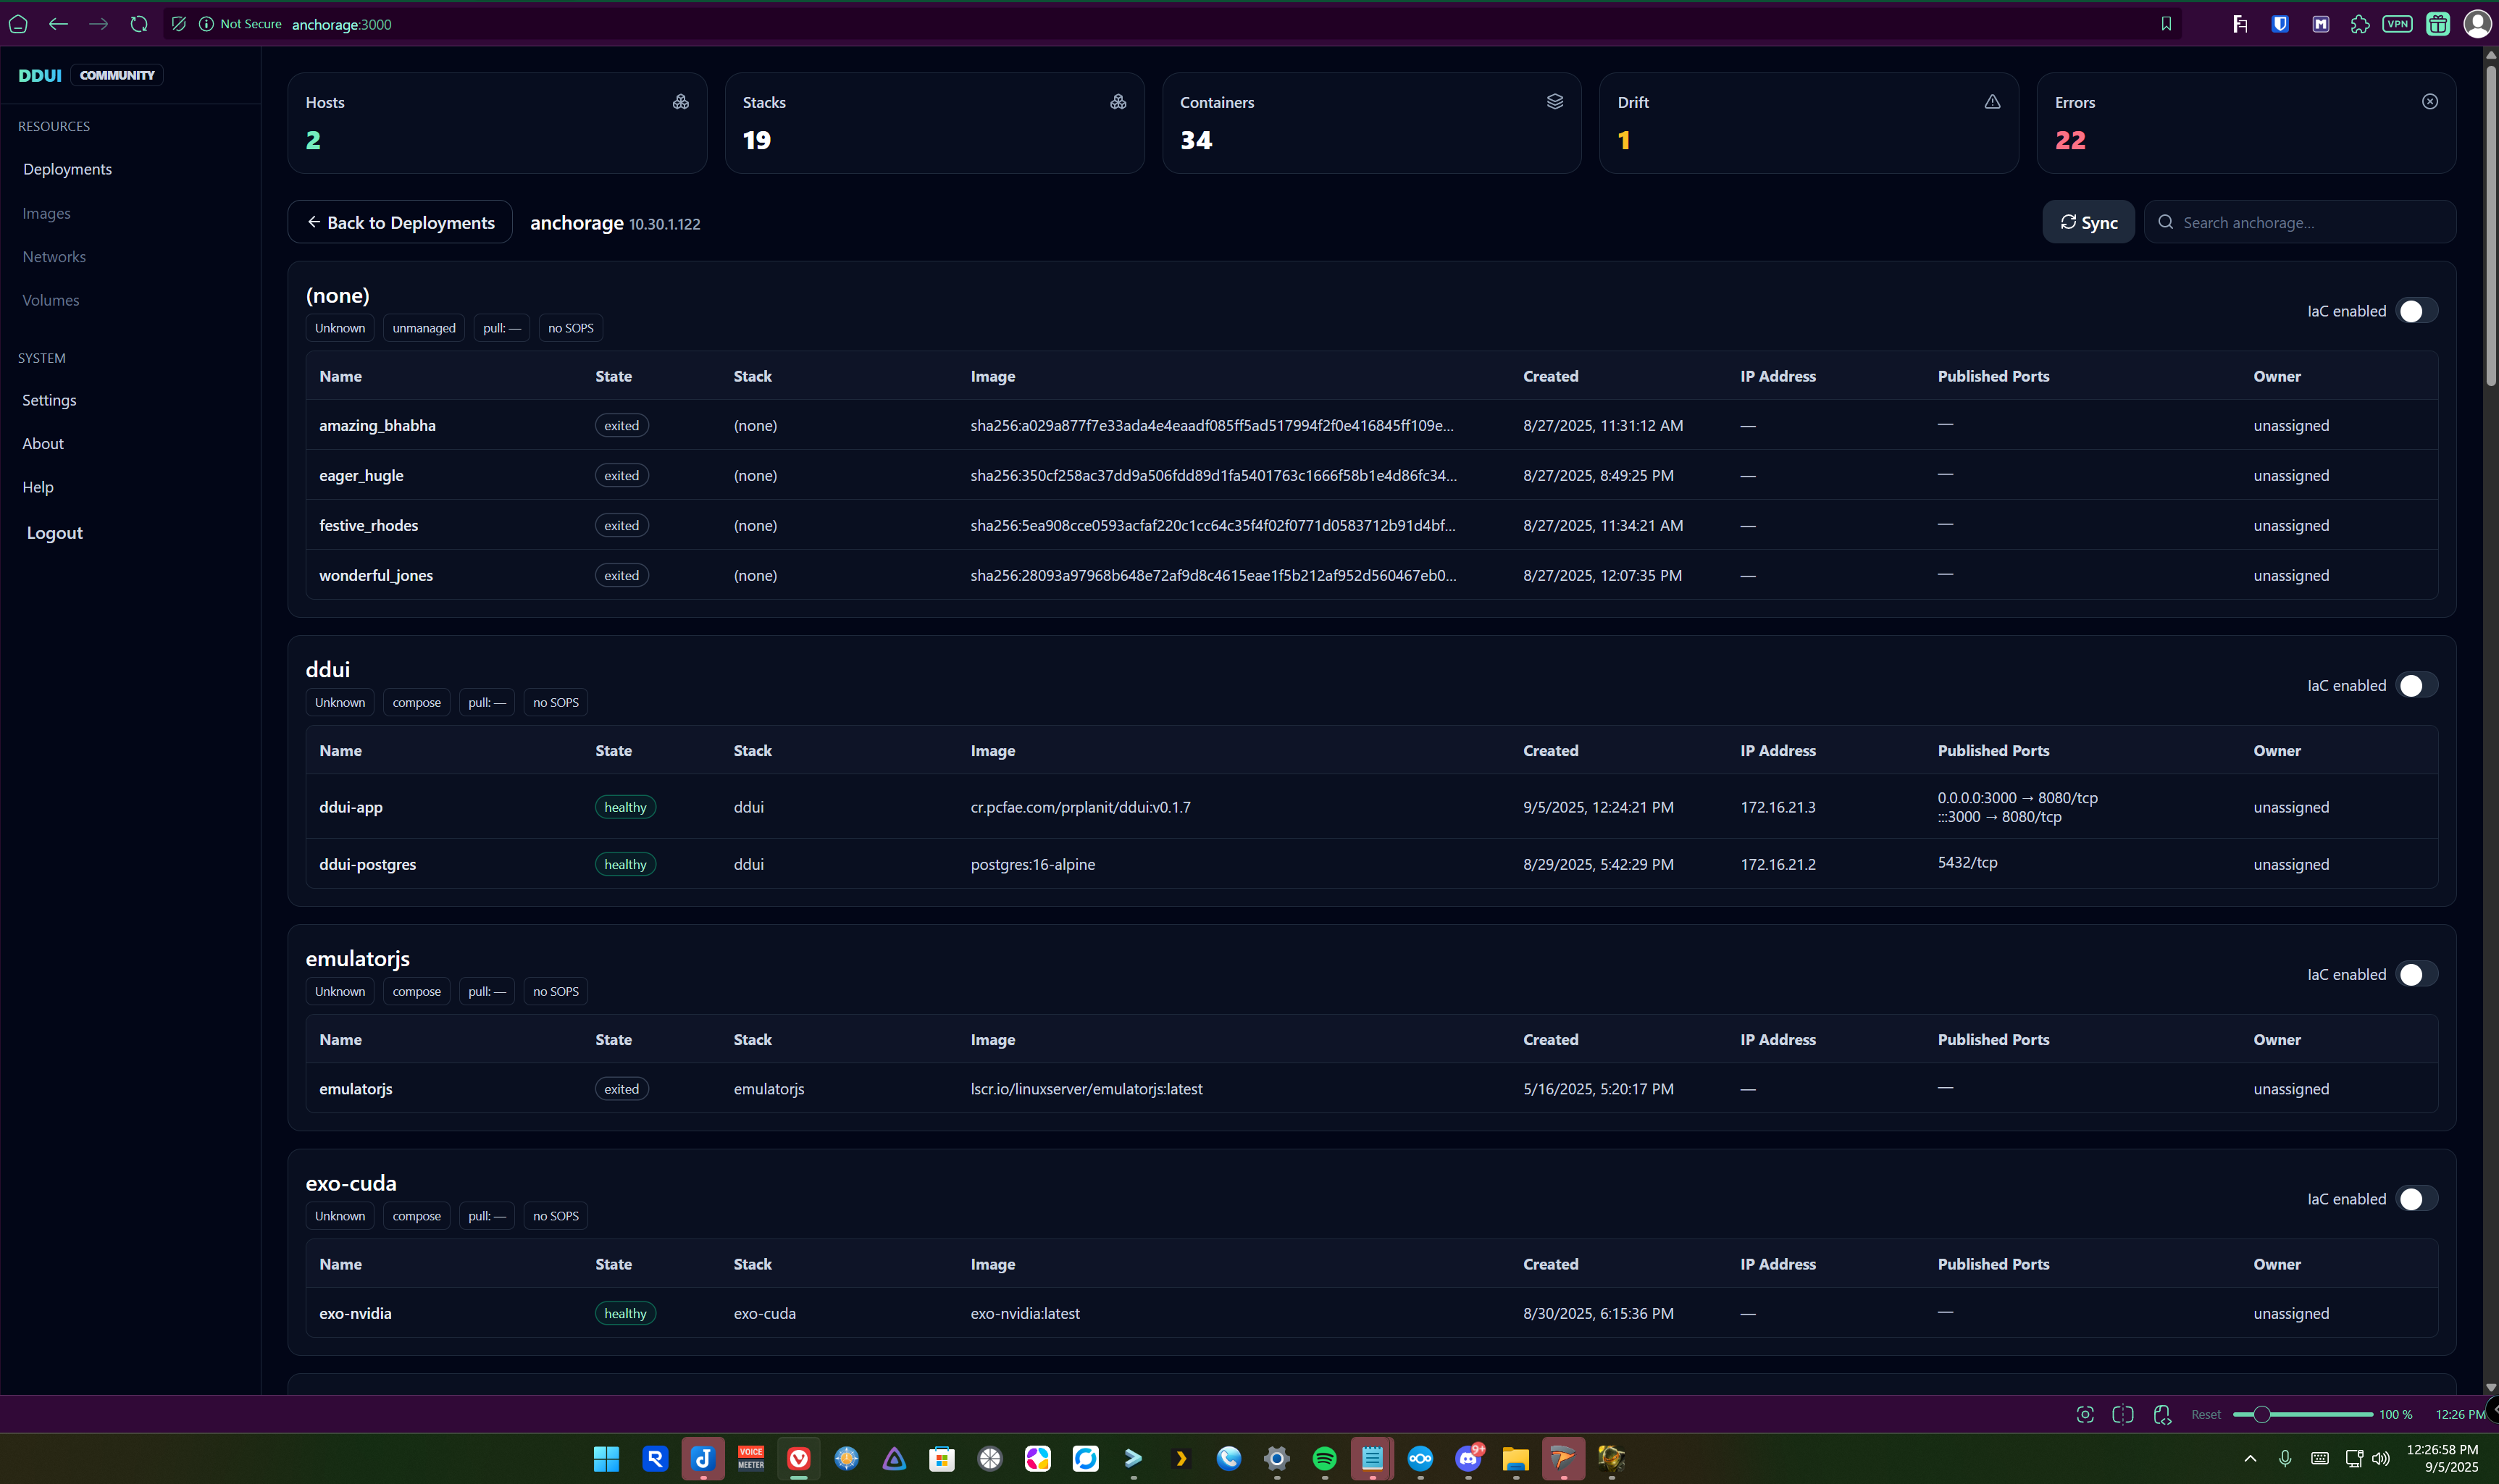 Not Secure anchorage:3000
VPN
DDUI COMMUNITY
RESOURCES
Deployments
Images
Networks
Volumes
SYSTEM
Settings
About
Help
Logout
Hosts
2
Stacks
19
Containers
34
Drift
1
Errors
22
← Back to Deployments anchorage 10.30.1.122 Sync Search anchorage...
(none)
Unknown unmanaged pull: — no SOPS IaC enabled
Name State Stack Image Created IP Address Published Ports Owner
amazing_bhabha exited (none) sha256:a029a877f7e33ada4e4eaadf085ff5ad517994f2f0e416845ff109e... 8/27/2025, 11:31:12 AM — — unassigned
eager_hugle exited (none) sha256:350cf258ac37dd9a506fdd89d1fa5401763c1666f58b1e4d86fc34... 8/27/2025, 8:49:25 PM — — unassigned
festive_rhodes exited (none) sha256:5ea908cce0593acfaf220c1cc64c35f4f02f0771d0583712b91d4bf... 8/27/2025, 11:34:21 AM — — unassigned
wonderful_jones exited (none) sha256:28093a97968b648e72af9d8c4615eae1f5b212af952d560467eb0... 8/27/2025, 12:07:35 PM — — unassigned
ddui
Unknown compose pull: — no SOPS IaC enabled
Name State Stack Image Created IP Address Published Ports Owner
ddui-app healthy ddui cr.pcfae.com/prplanit/ddui:v0.1.7 9/5/2025, 12:24:21 PM 172.16.21.3 0.0.0.0:3000 → 8080/tcp unassigned
:::3000 → 8080/tcp
ddui-postgres healthy ddui postgres:16-alpine 8/29/2025, 5:42:29 PM 172.16.21.2 5432/tcp unassigned
emulatorjs
Unknown compose pull: — no SOPS IaC enabled
Name State Stack Image Created IP Address Published Ports Owner
emulatorjs exited emulatorjs lscr.io/linuxserver/emulatorjs:latest 5/16/2025, 5:20:17 PM — — unassigned
exo-cuda
Unknown compose pull: — no SOPS IaC enabled
Name State Stack Image Created IP Address Published Ports Owner
exo-nvidia healthy exo-cuda exo-nvidia:latest 8/30/2025, 6:15:36 PM — — unassigned
Reset 100 % 12:26 PM
VOICE
MEETER
9+
12:26:58 PM
9/5/2025